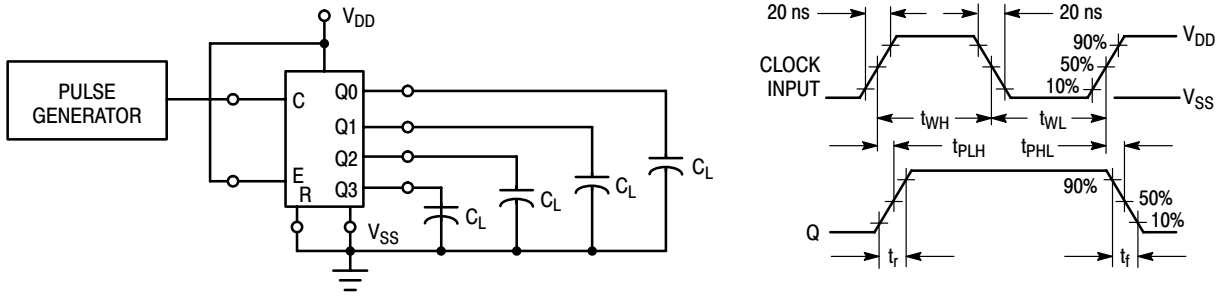 V_DD
PULSE
GENERATOR
C
E
R
Q0
Q1
Q2
Q3
C_L
C_L
C_L
C_L
V_SS
20 ns
20 ns
CLOCK
INPUT
90%
50%
10%
V_DD
V_SS
t_WH
t_WL
t_PLH
t_PHL
Q
90%
50%
10%
t_r
t_f